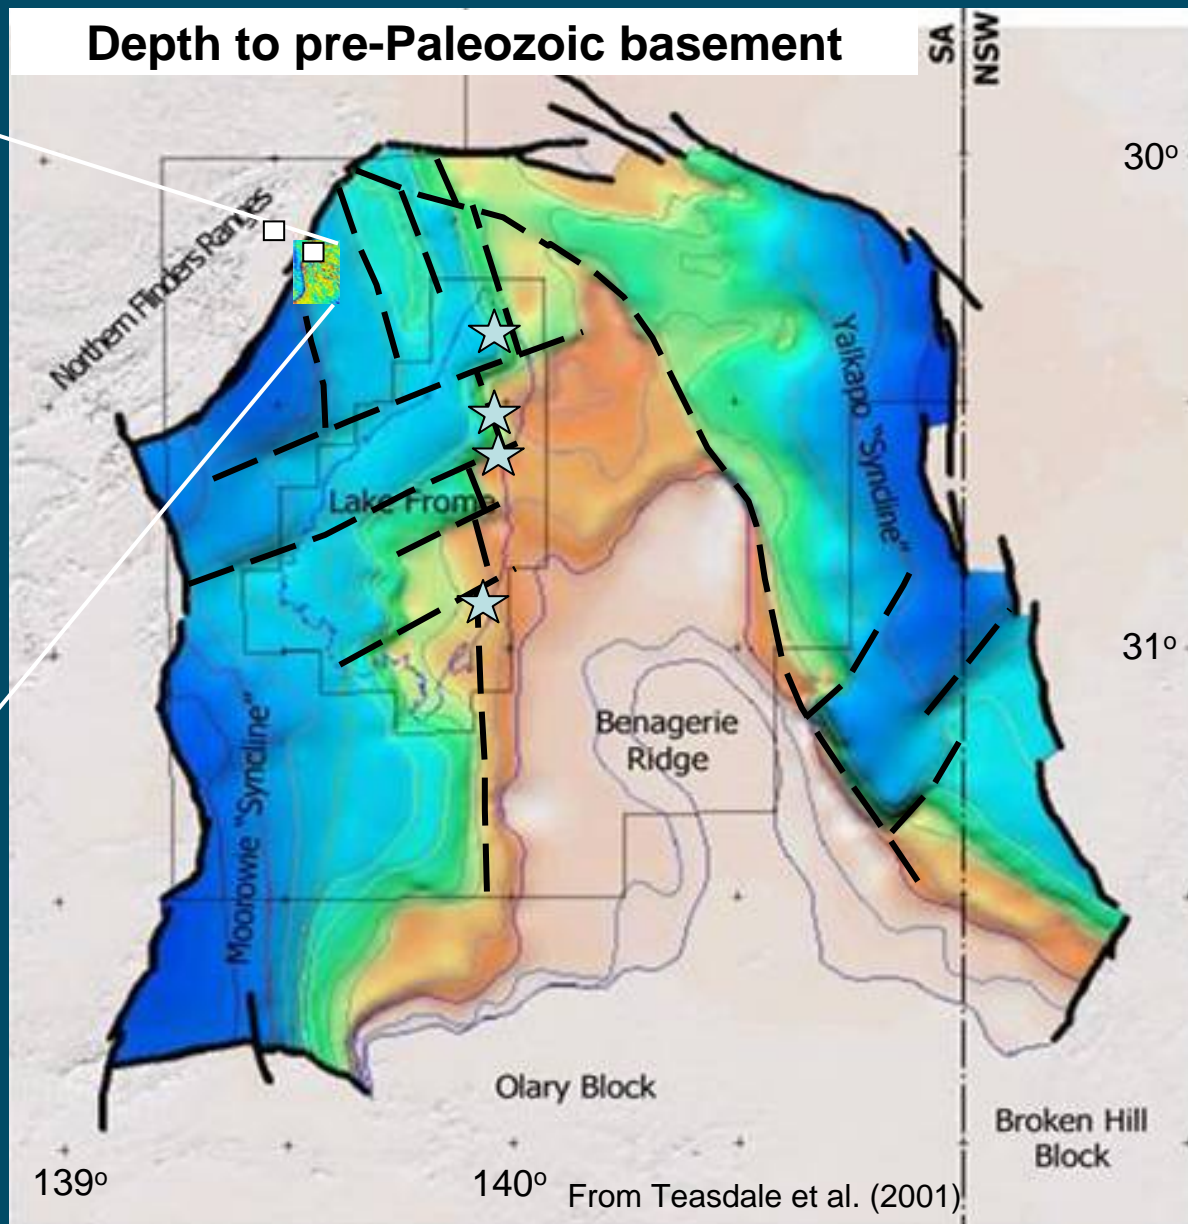 Depth to pre-Paleozoic basement
SA
NSW
30°
Northern Flinders Ranges
Yalkapo "Syncline"
Lake Frome
31°
Benagerie
Ridge
Moorowie "Syncline"
Olary Block
Broken Hill
Block
139°
140°
From Teasdale et al. (2001)